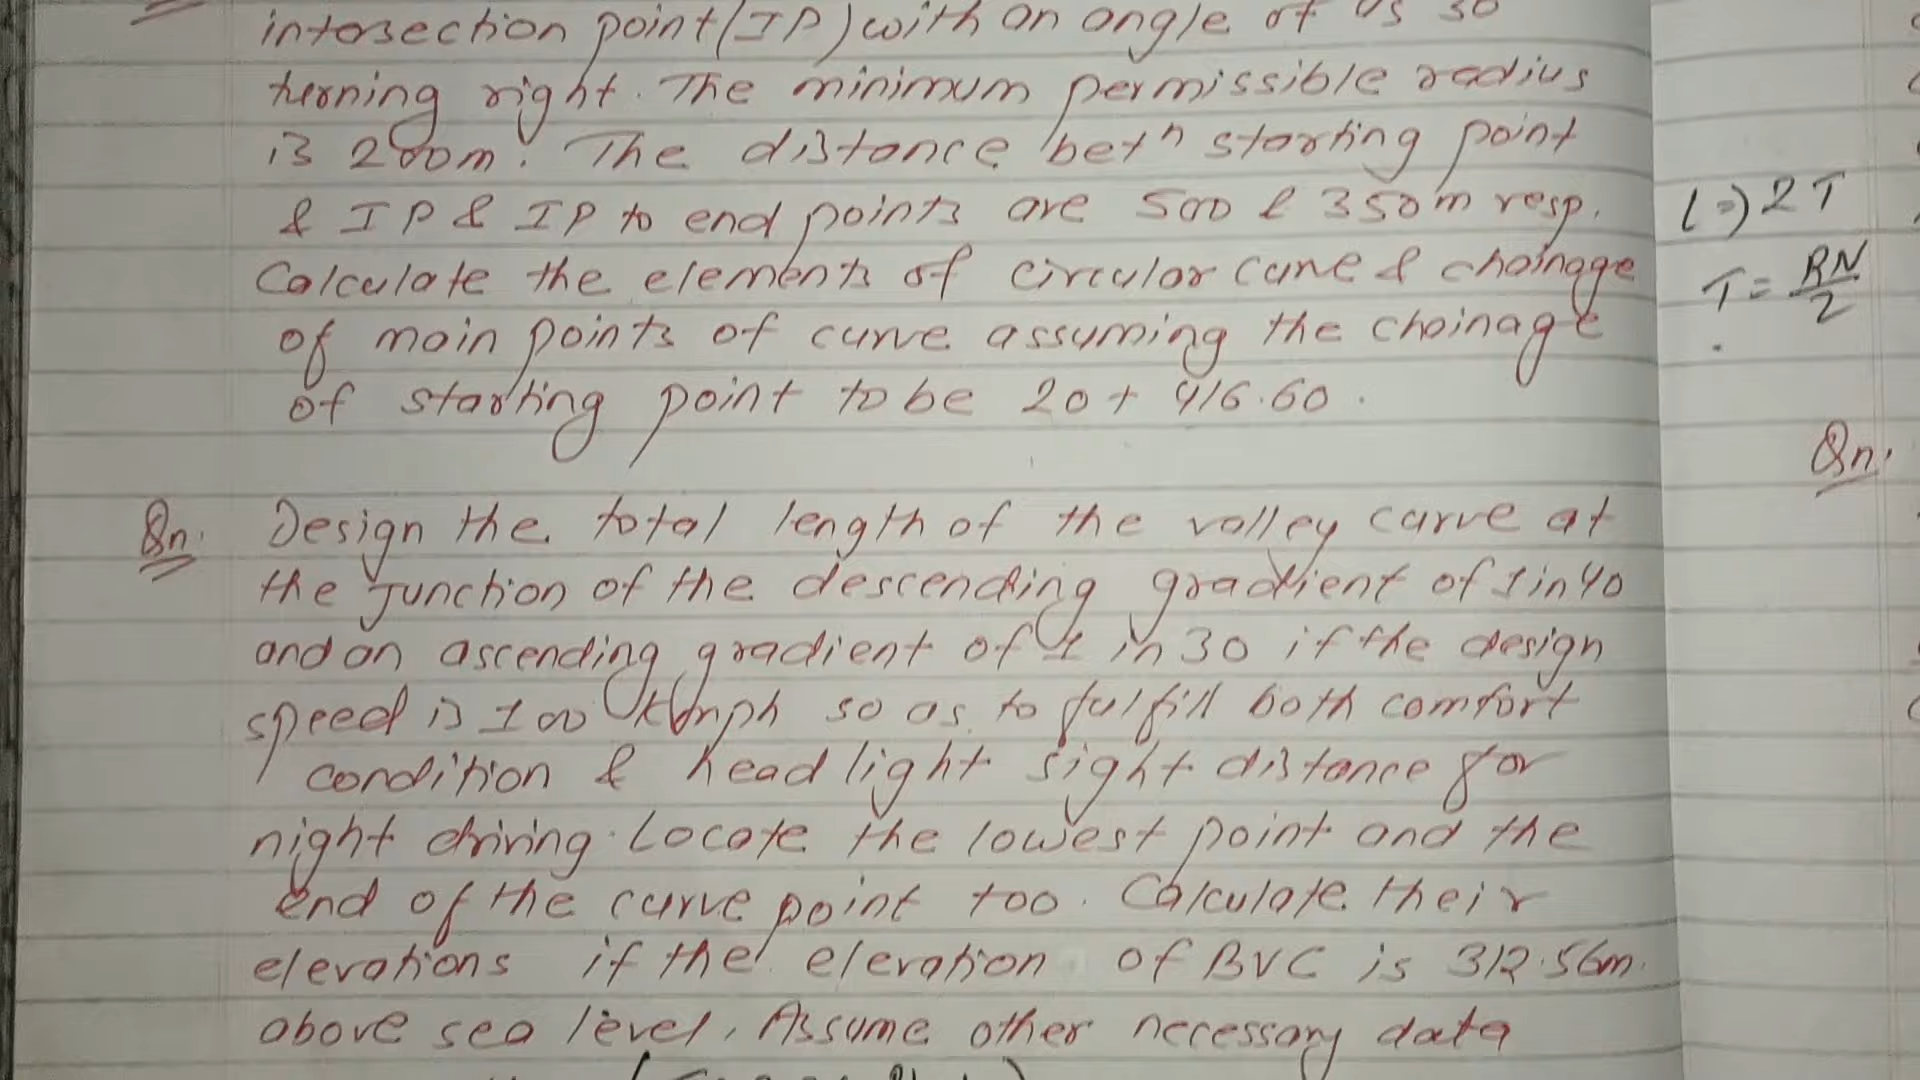 intersection point (IP) with an angle of
turning right. The minimum permissible radius
is 200m. The distance betn starting point
& IP & IP to end points are 500 & 350m resp.
Calculate the elements of circular curve & chainage
of main points of curve assuming the chainage
of starting point to be 20+ 416.60.
Qn. Design the total length of the valley curve at
the junction of the descending gradient of 1 in 40
and an ascending gradient of 1 in 30 if the design
speed is 100 kmph so as to fulfill both comfort
condition & head light sight distance for
night driving. Locate the lowest point and the
end of the curve point too. Calculate their
elevations if the elevation of BVC is 312.56m.
above sea level. Assume other necessary data
L => 2T
T = RN/2
Qn.